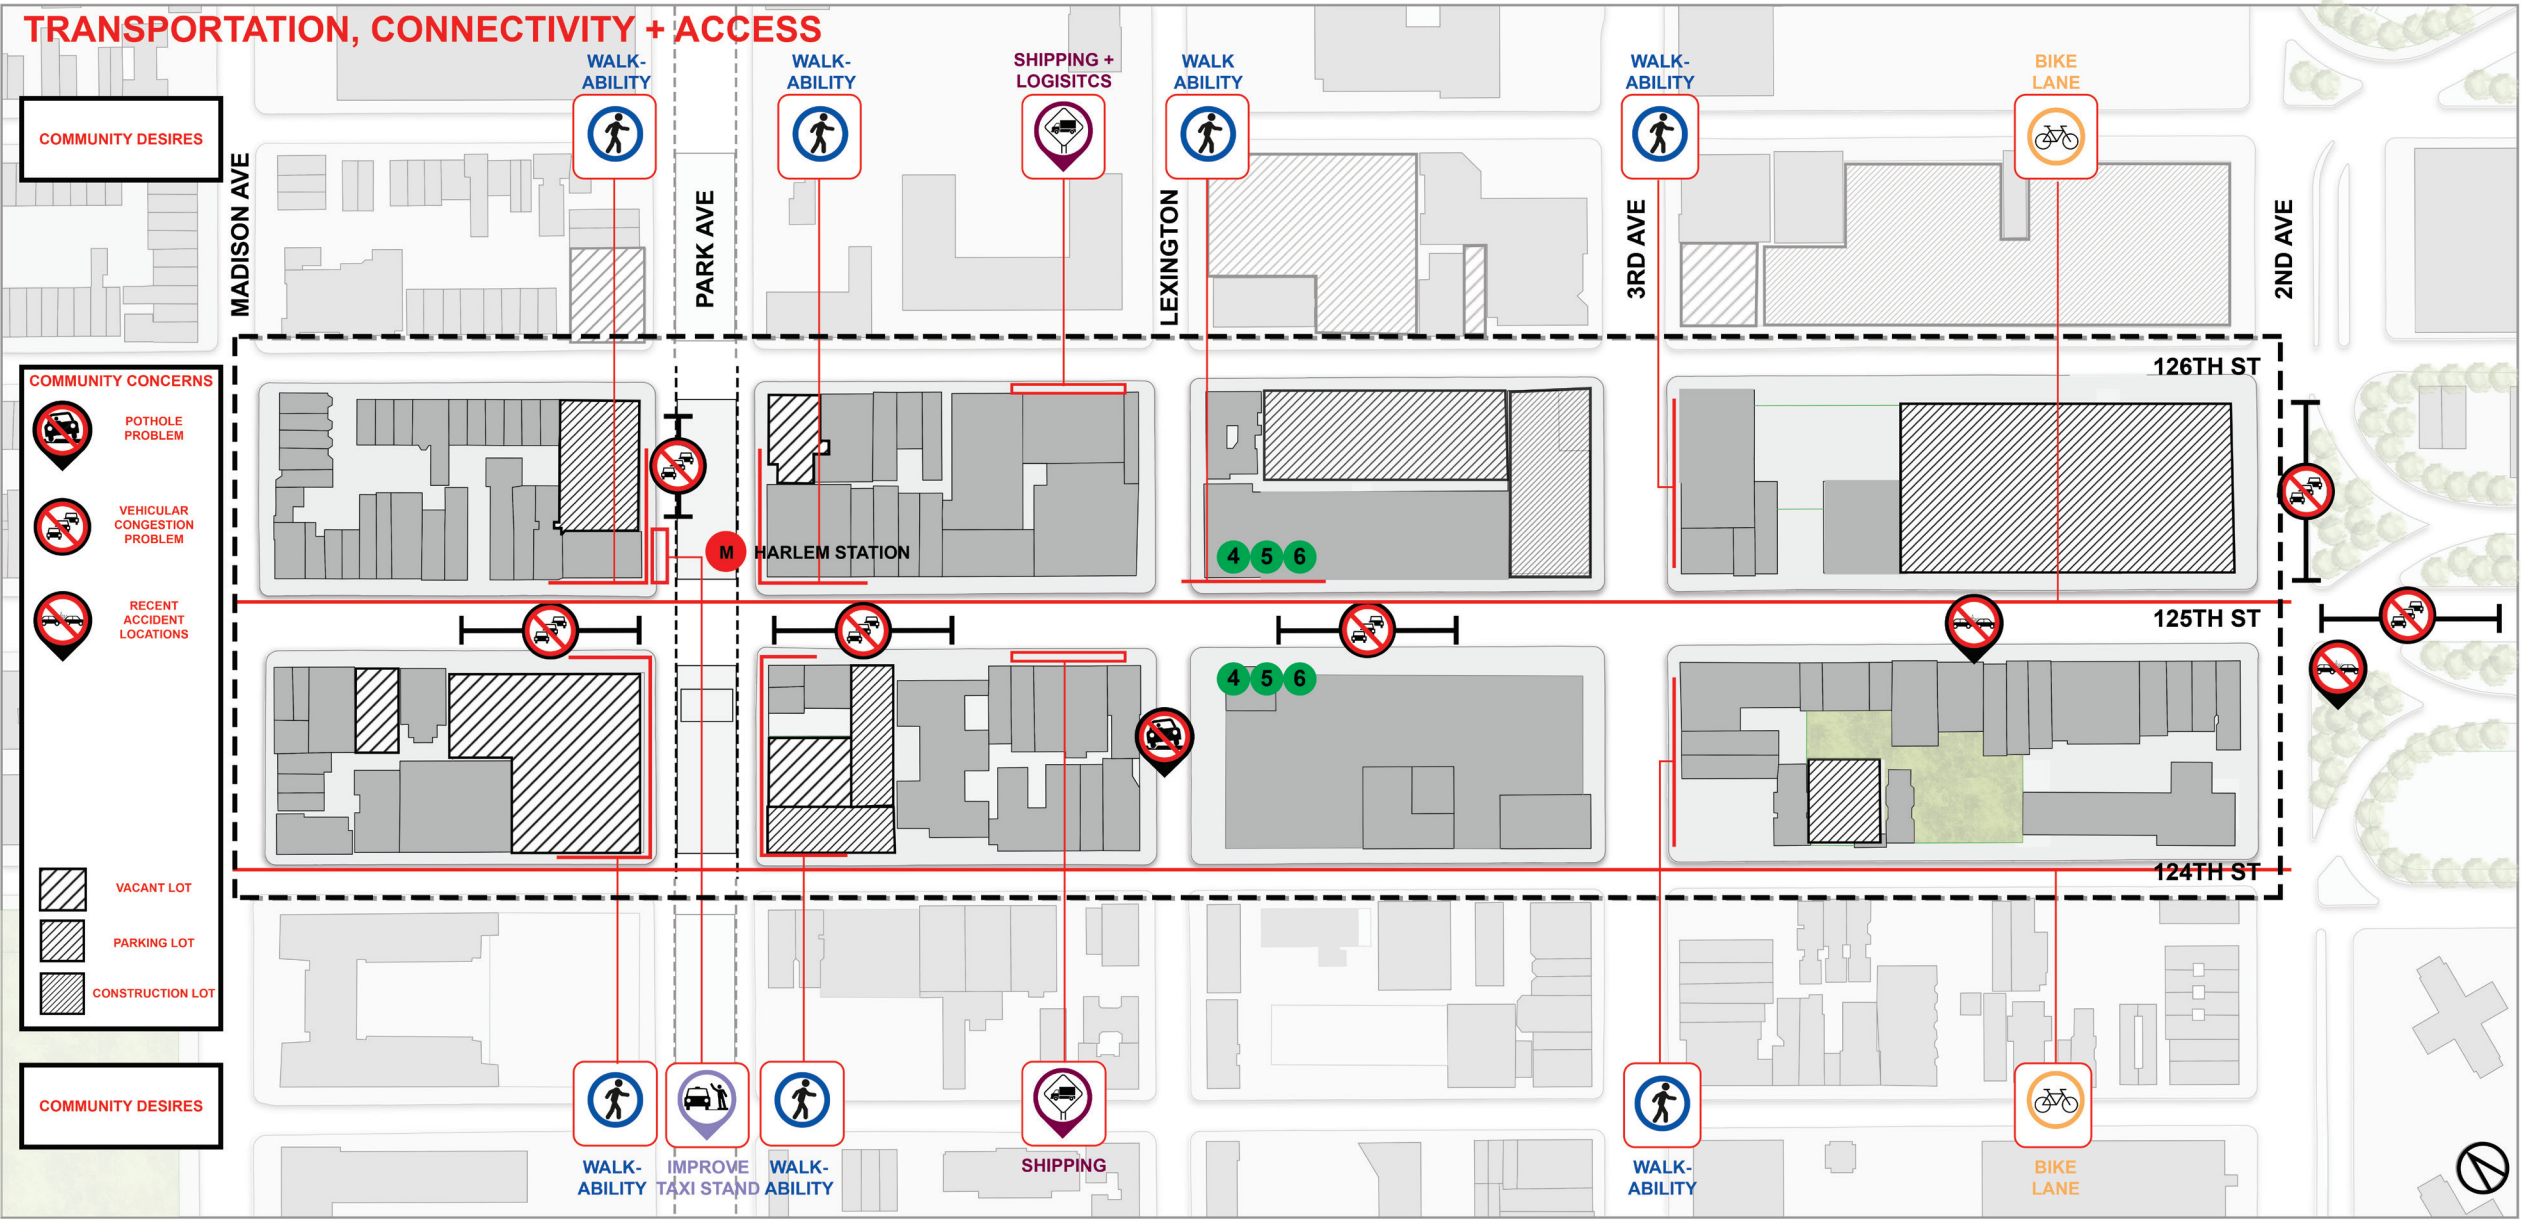 TRANSPORTATION, CONNECTIVITY + ACCESS
WALK-
ABILITY
WALK-
ABILITY
SHIPPING +
LOGISITCS
WALK
ABILITY
WALK-
ABILITY
BIKE
LANE
COMMUNITY DESIRES
MADISON AVE
PARK AVE
LEXINGTON
3RD AVE
2ND AVE
126TH ST
COMMUNITY CONCERNS
POTHOLE
PROBLEM
VEHICULAR
CONGESTION
PROBLEM
RECENT
ACCIDENT
LOCATIONS
M HARLEM STATION
4 5 6
125TH ST
4 5 6
124TH ST
VACANT LOT
PARKING LOT
CONSTRUCTION LOT
COMMUNITY DESIRES
WALK-
ABILITY
IMPROVE
TAXI STAND
WALK-
ABILITY
SHIPPING
WALK-
ABILITY
BIKE
LANE